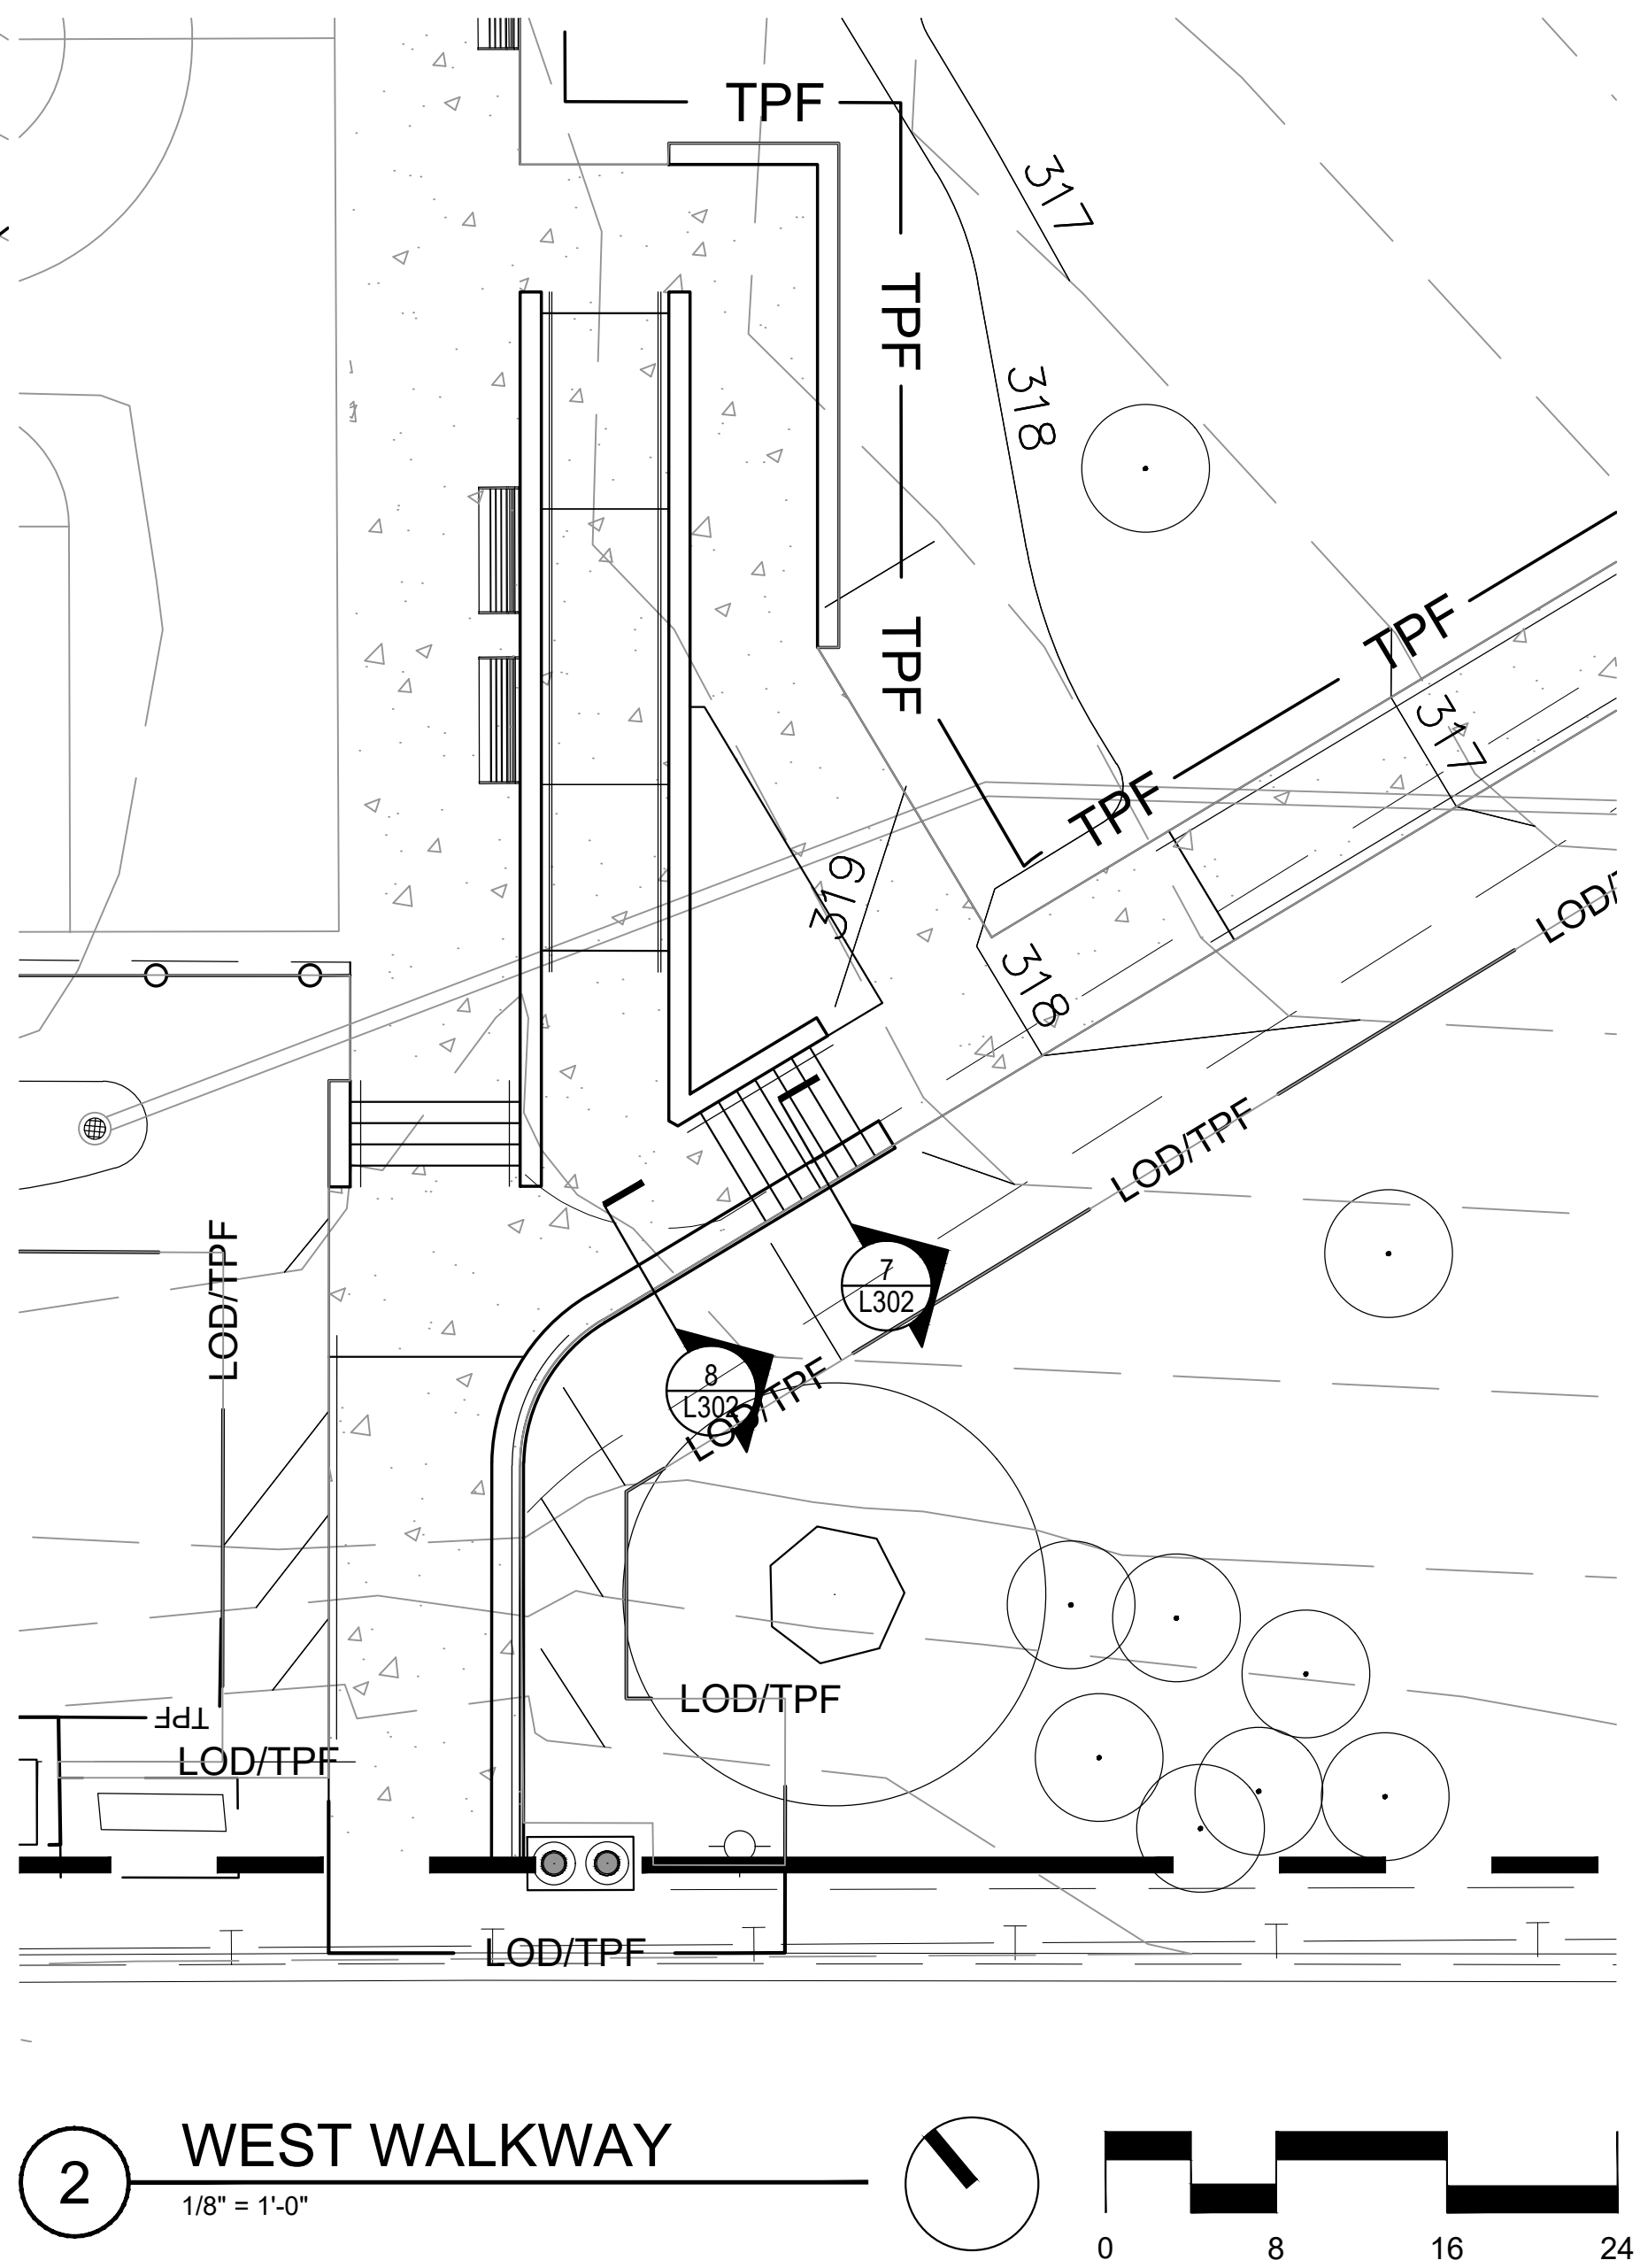 TPF
317
TPF
318
TPF
TPF
317
TPF
319
LOD/T
318
LOD/TPF
LOD/TPF
7
L302
8
L302
LOD/TPF
LOD/TPF
TPF
LOD/TPF
LOD/TPF
2
WEST WALKWAY
1/8" = 1'-0"
0 8 16 24